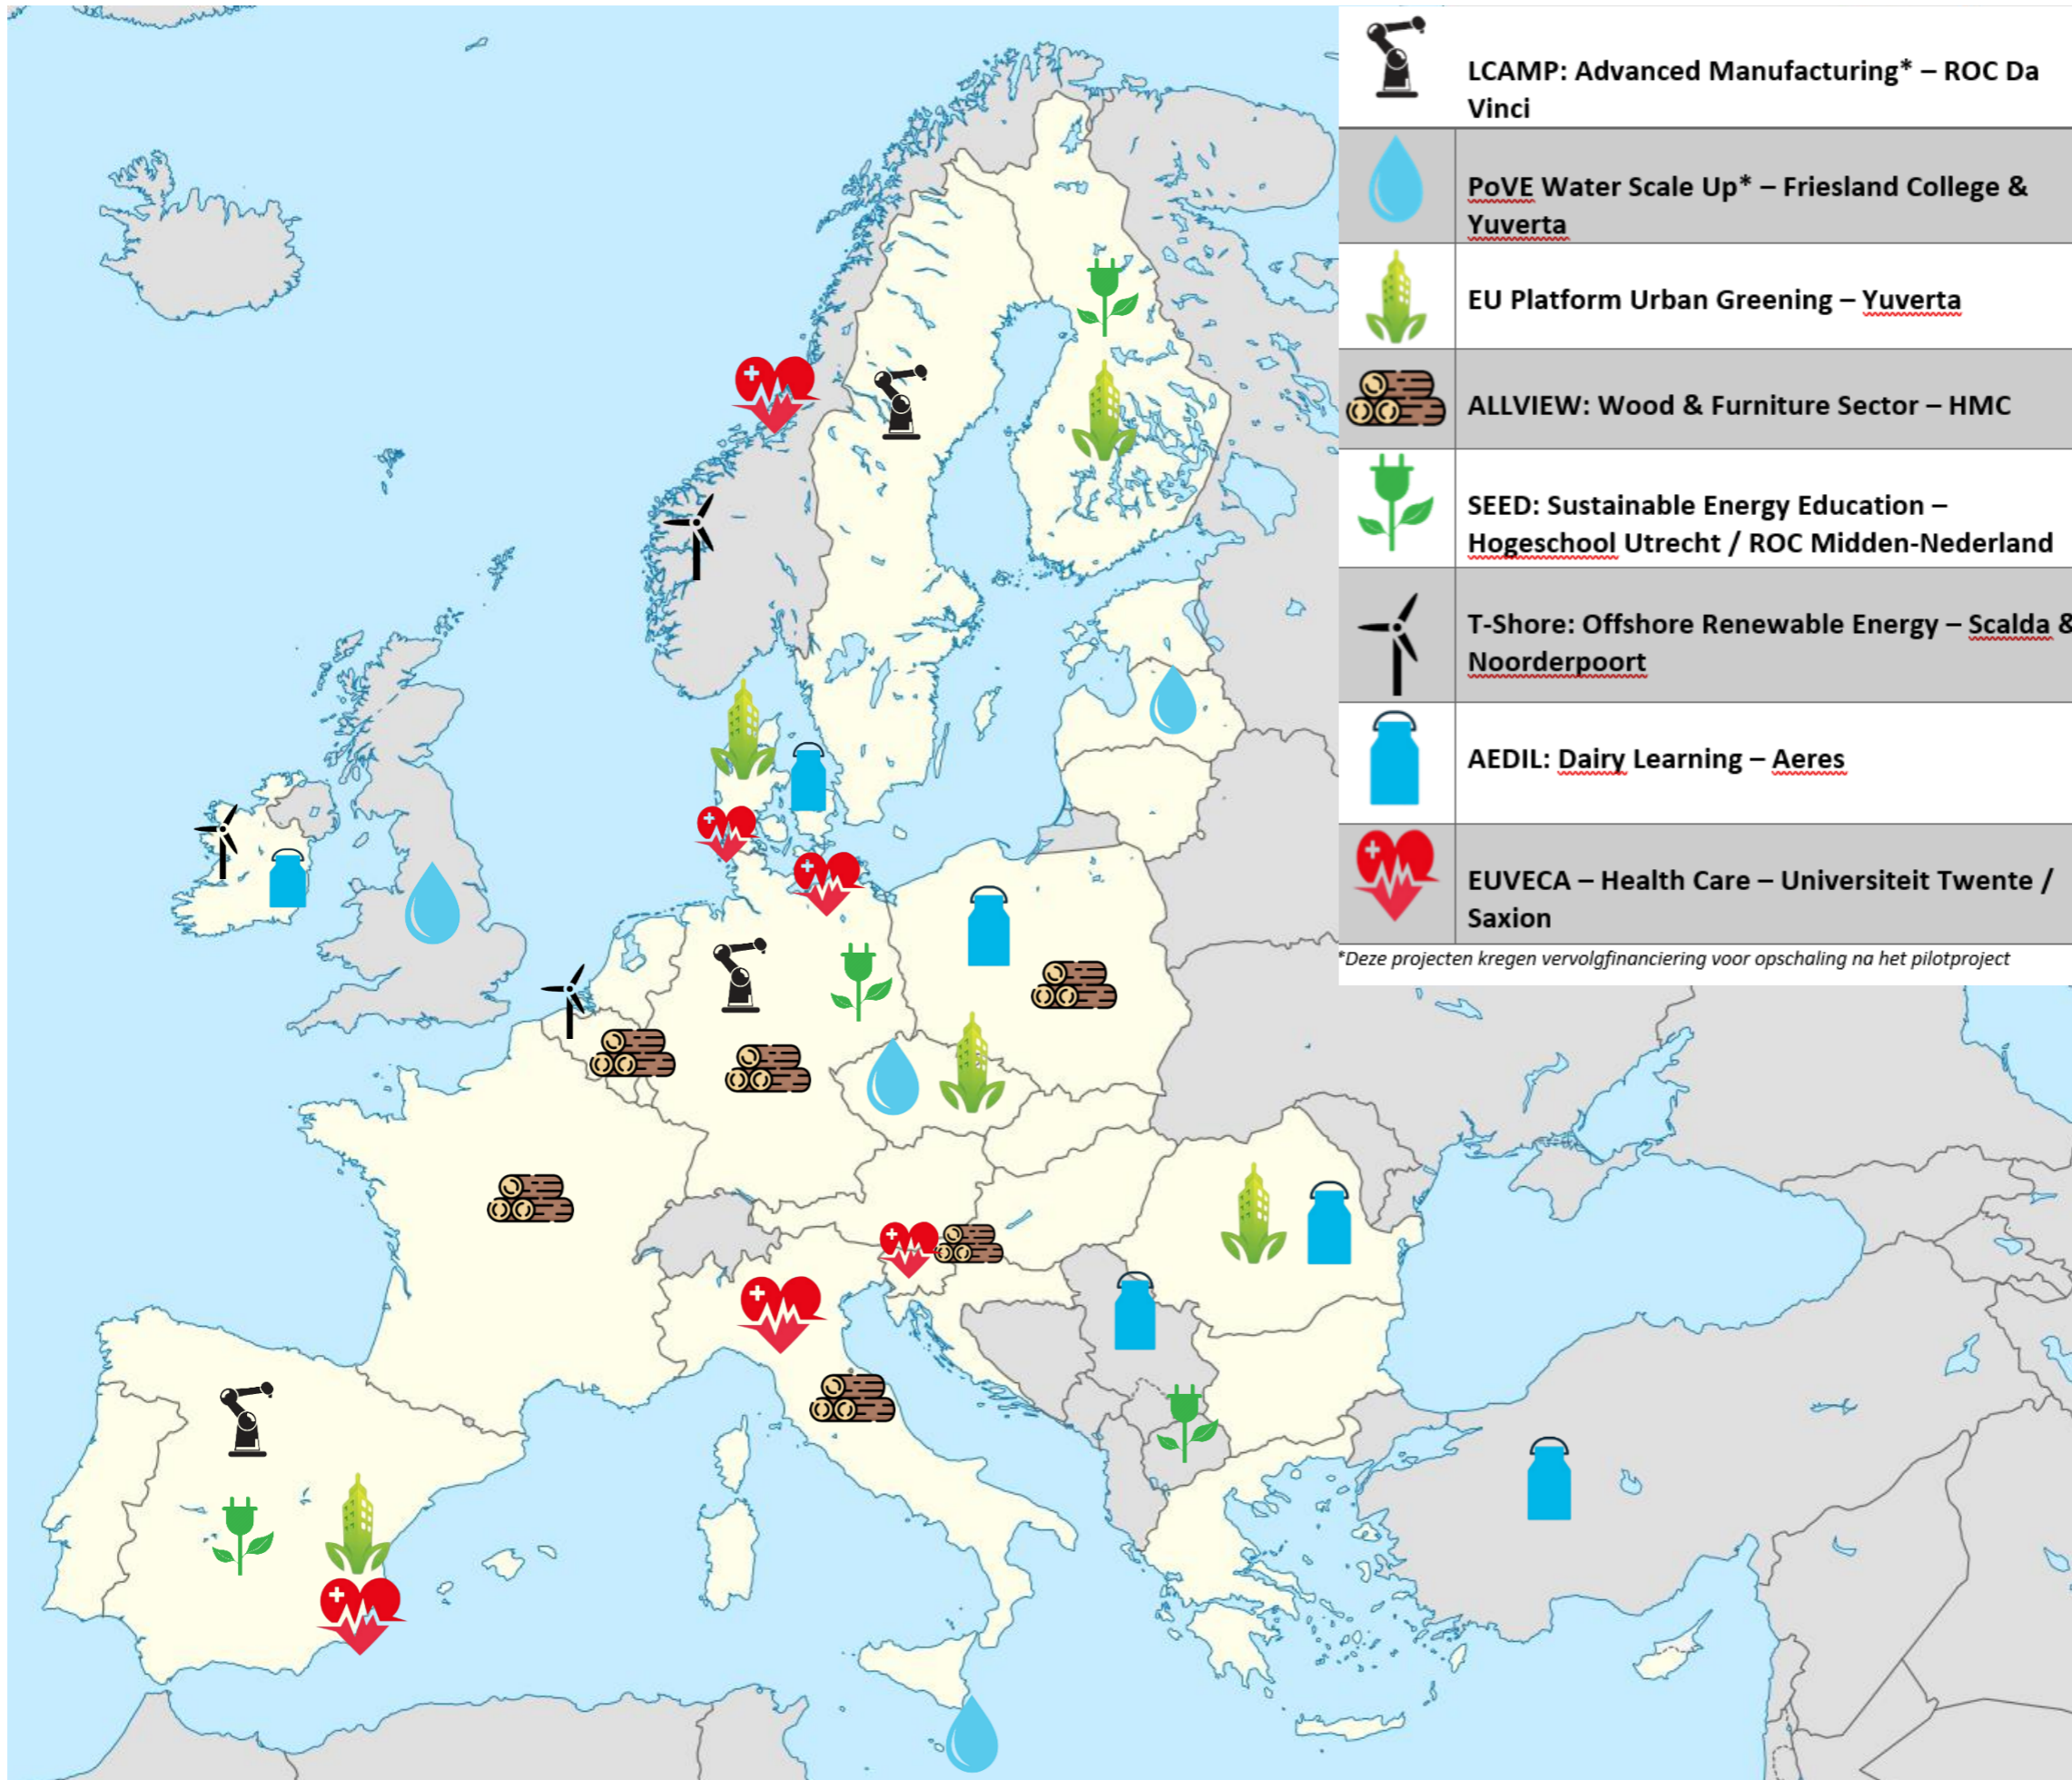 LCAMP: Advanced Manufacturing* – ROC Da
Vinci
PoVE Water Scale Up* – Friesland College &
Yuverta
EU Platform Urban Greening – Yuverta
ALLVIEW: Wood & Furniture Sector – HMC
SEED: Sustainable Energy Education –
Hogeschool Utrecht / ROC Midden-Nederland
T-Shore: Offshore Renewable Energy – Scalda &
Noorderpoort
AEDIL: Dairy Learning – Aeres
EUVECA – Health Care – Universiteit Twente /
Saxion
*Deze projecten kregen vervolgfinanciering voor opschaling na het pilotproject